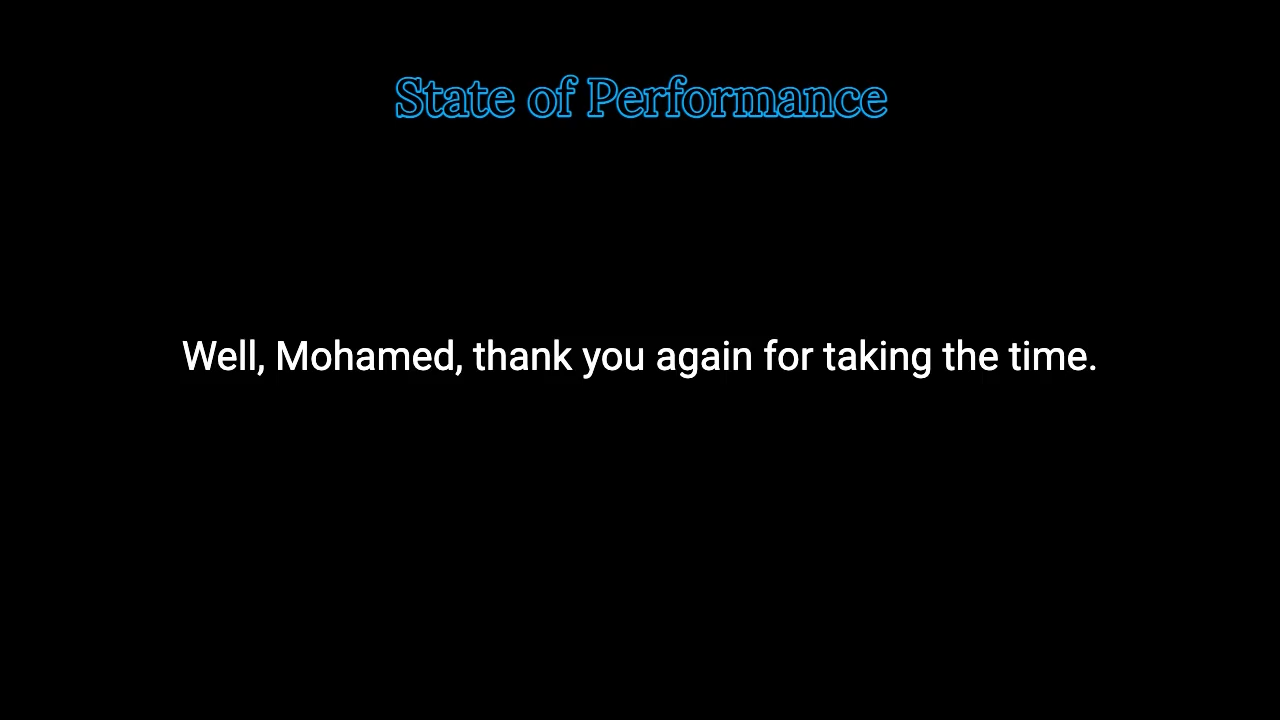 State of Performance
Well, Mohamed, thank you again for taking the time.